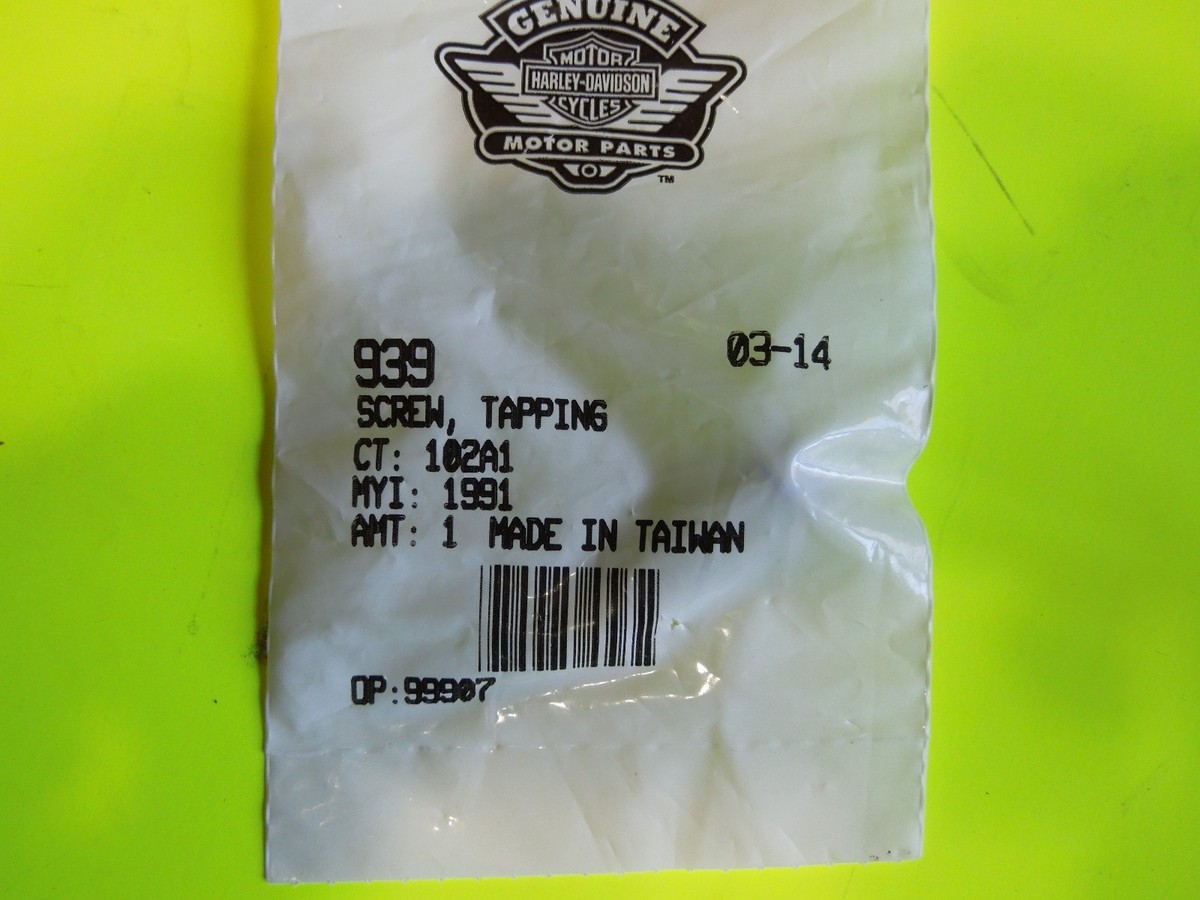 GENUINE
MOTOR
HARLEY-DAVIDSON
CYCLES
MOTOR PARTS
TM
939 03-14
SCREW, TAPPING
CT: 102A1
MYI: 1991
AMT: 1 MADE IN TAIWAN
OP:99907